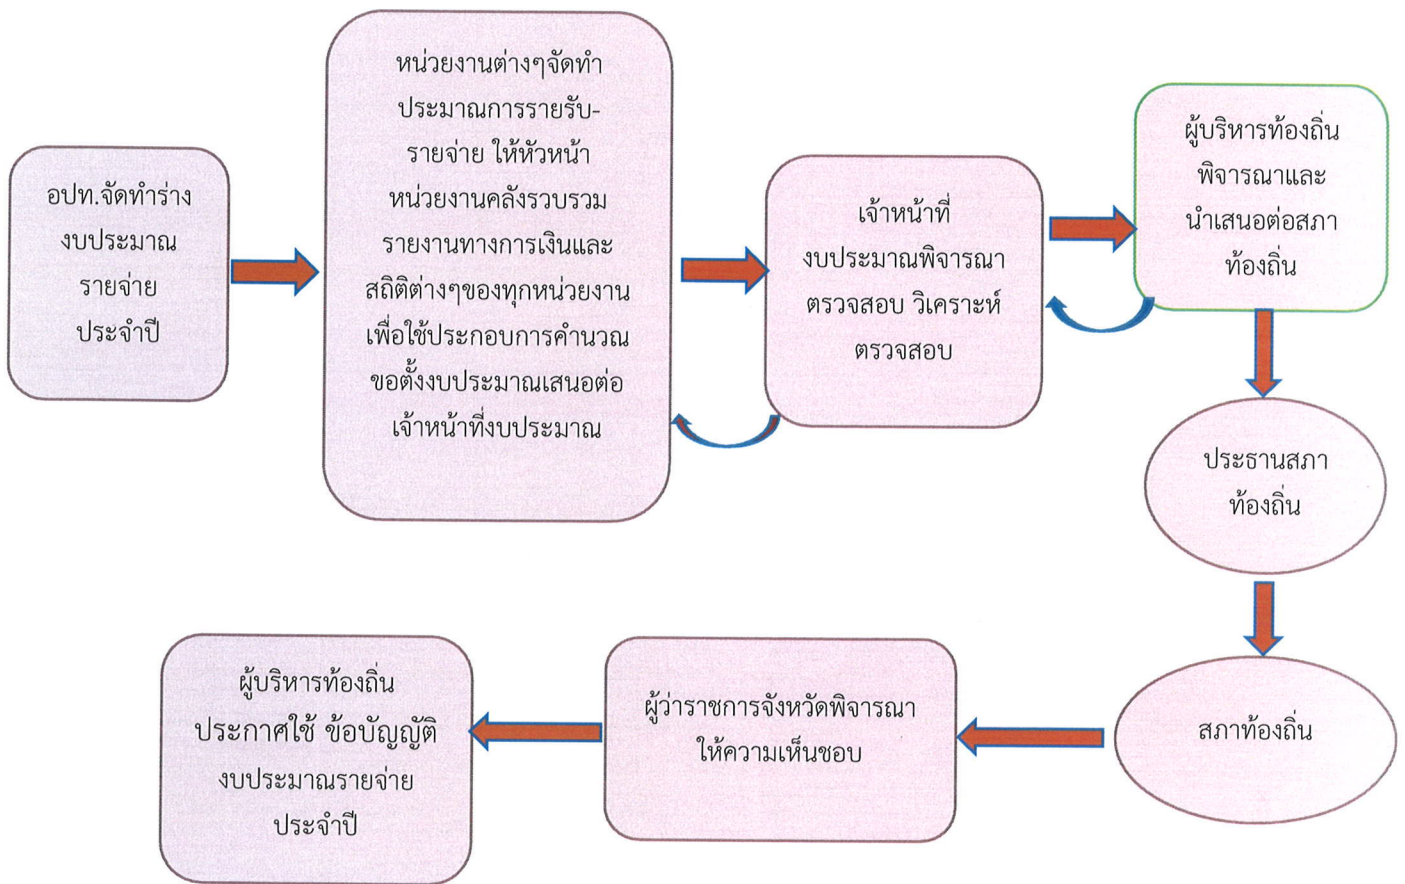 อปท.จัดทำร่าง
งบประมาณ
รายจ่าย
ประจำปี
หน่วยงานต่างๆจัดทำ
ประมาณการรายรับ-
รายจ่าย ให้หัวหน้า
หน่วยงานคลังรวบรวม
รายงานทางการเงินและ
สถิติต่างๆของทุกหน่วยงาน
เพื่อใช้ประกอบการคำนวณ
ขอตั้งงบประมาณเสนอต่อ
เจ้าหน้าที่งบประมาณ
เจ้าหน้าที่
งบประมาณพิจารณา
ตรวจสอบ วิเคราะห์
ตรวจสอบ
ผู้บริหารท้องถิ่น
พิจารณาและ
นำเสนอต่อสภา
ท้องถิ่น
ประธานสภา
ท้องถิ่น
สภาท้องถิ่น
ผู้ว่าราชการจังหวัดพิจารณา
ให้ความเห็นชอบ
ผู้บริหารท้องถิ่น
ประกาศใช้ ข้อบัญญัติ
งบประมาณรายจ่าย
ประจำปี